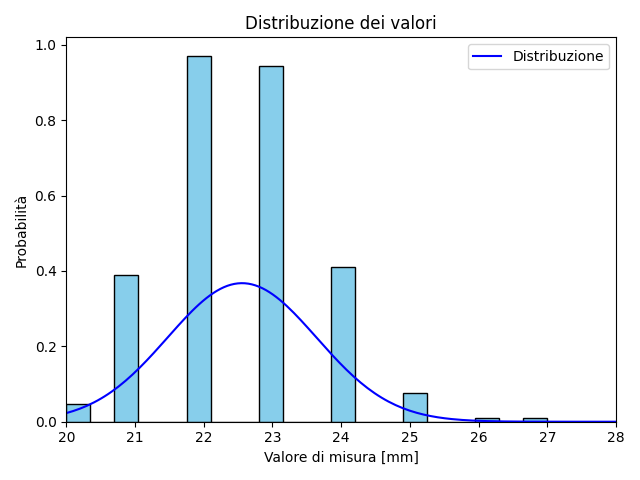 Distribuzione dei valori
Distribuzione
Probabilità
1.0
0.8
0.6
0.4
0.2
0.0
20 21 22 23 24 25 26 27 28
Valore di misura [mm]